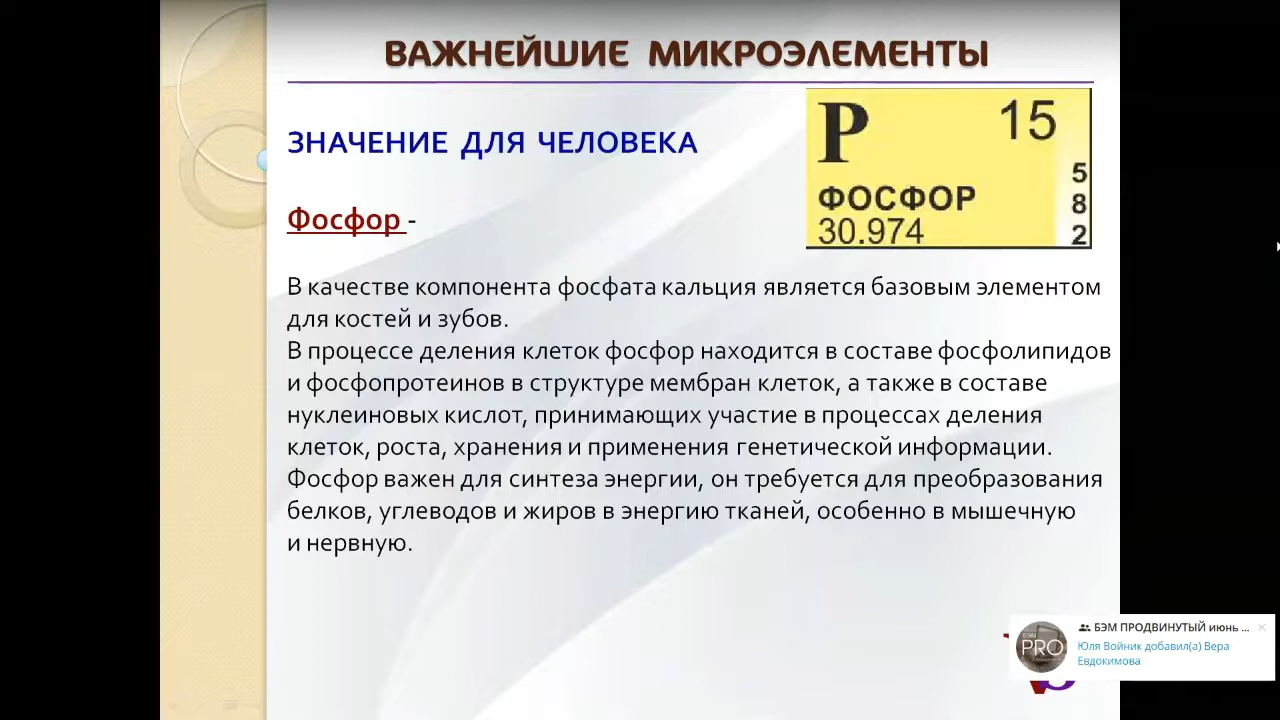 ВАЖНЕЙШИЕ МИКРОЭЛЕМЕНТЫ
ЗНАЧЕНИЕ ДЛЯ ЧЕЛОВЕКА
P 15
ФОСФОР
30.974
5
8
2
Фосфор -
В качестве компонента фосфата кальция является базовым элементом
для костей и зубов.
В процессе деления клеток фосфор находится в составе фосфолипидов
и фосфопротеинов в структуре мембран клеток, а также в составе
нуклеиновых кислот, принимающих участие в процессах деления
клеток, роста, хранения и применения генетической информации.
Фосфор важен для синтеза энергии, он требуется для преобразования
белков, углеводов и жиров в энергию тканей, особенно в мышечную
и нервную.
БЭМ ПРОДВИНУТЫЙ июнь ...
Юля Войник добавил(а) Вера
Евдокимова
БЭМ
PRO